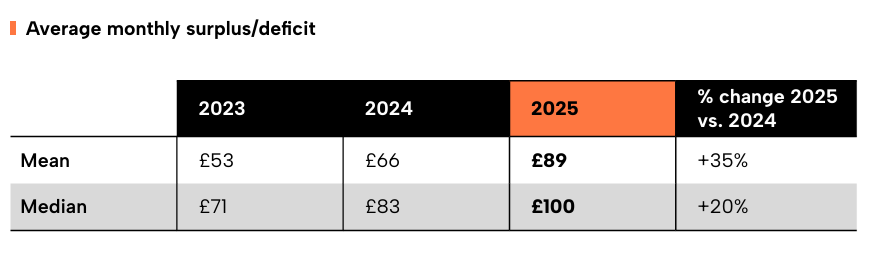 Average monthly surplus/deficit
2023 2024 2025 % change 2025
vs. 2024
Mean £53 £66 £89 +35%
Median £71 £83 £100 +20%